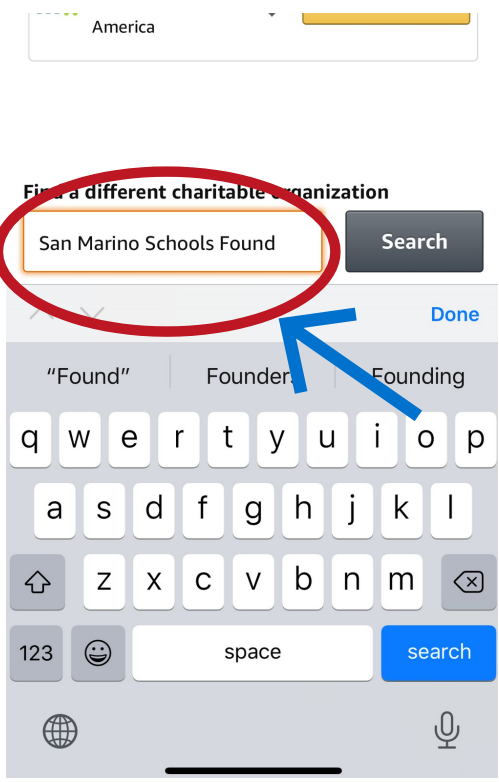 America
Find a different charitable organization
San Marino Schools Found
Search
Done
“Found” Founders Founding
q w e r t y u i o p
a s d f g h j k l
z x c v b n m
123 space search